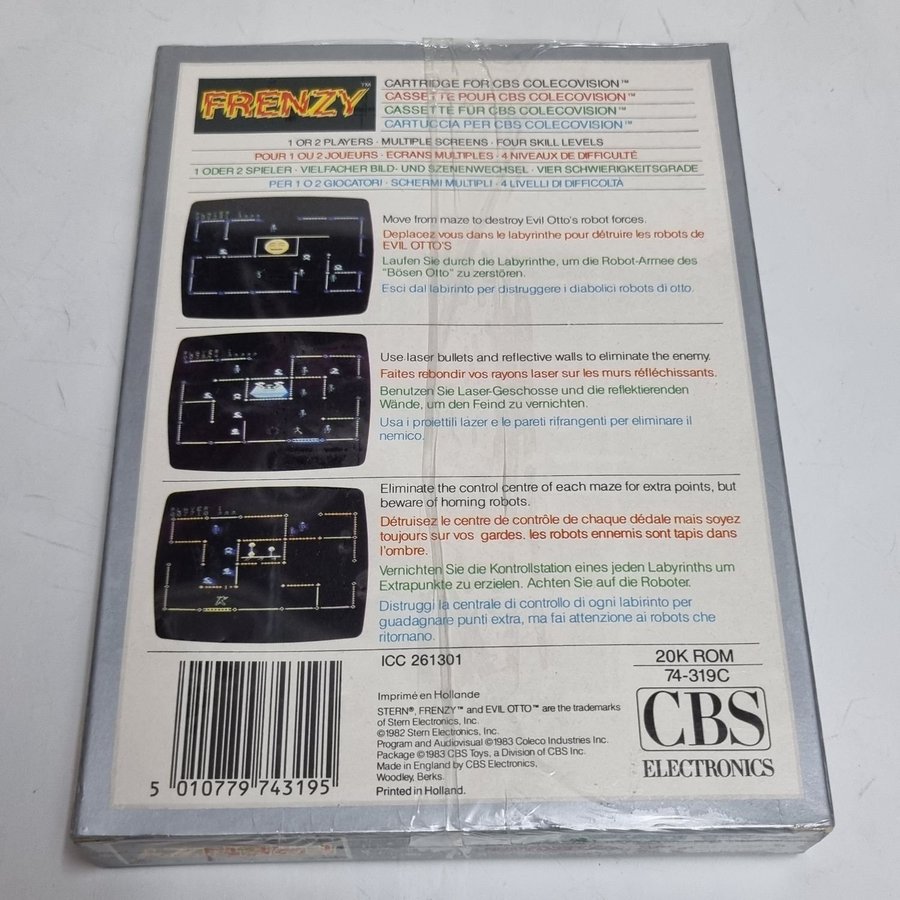 FRENZY™
CARTRIDGE FOR CBS COLECOVISION™
CASSETTE POUR CBS COLECOVISION™
CASSETTE FÜR CBS COLECOVISION™
CARTUCCIA PER CBS COLECOVISION™
1 OR 2 PLAYERS · MULTIPLE SCREENS · FOUR SKILL LEVELS
POUR 1 OU 2 JOUEURS · ECRANS MULTIPLES · 4 NIVEAUX DE DIFFICULTÉ
1 ODER 2 SPIELER · VIELFACHER BILD- UND SZENENWECHSEL · VIER SCHWIERIGKEITSGRADE
PER 1 O 2 GIOCATORI · SCHERMI MULTIPLI · 4 LIVELLI DI DIFFICOLTÀ
Move from maze to destroy Evil Otto's robot forces.
Deplacez vous dans le labyrinthe pour détruire les robots de
EVIL OTTO'S
Laufen Sie durch die Labyrinthe, um die Robot-Armee des
"Bösen Otto" zu zerstören.
Esci dal labirinto per distruggere i diabolici robots di otto.
Use laser bullets and reflective walls to eliminate the enemy.
Faites rebondir vos rayons laser sur les murs réfléchissants.
Benutzen Sie Laser-Geschosse und die reflektierenden
Wände, um den Feind zu vernichten.
Usa i proiettili lazer e le pareti rifrangenti per eliminare il
nemico.
Eliminate the control centre of each maze for extra points, but
beware of homing robots.
Détruisez le centre de contrôle de chaque dédale mais soyez
toujours sur vos gardes. les robots ennemis sont tapis dans
l'ombre.
Vernichten Sie die Kontrollstation eines jeden Labyrinths um
Extrapunkte zu erzielen. Achten Sie auf die Roboter.
Distruggi la centrale di controllo di ogni labirinto per
guadagnare punti extra, ma fai attenzione ai robots che
ritornano.
ICC 261301
20K ROM
74-319C
CBS
ELECTRONICS
Imprimé en Hollande
STERN®, FRENZY™ and EVIL OTTO™ are the trademarks
of Stern Electronics, Inc.
©1982 Stern Electronics, Inc.
Program and Audiovisual ©1983 Coleco Industries Inc.
Package ©1983 CBS Toys, a Division of CBS Inc.
Made in England by CBS Electronics,
Woodley, Berks.
Printed in Holland.
5 010779 743195